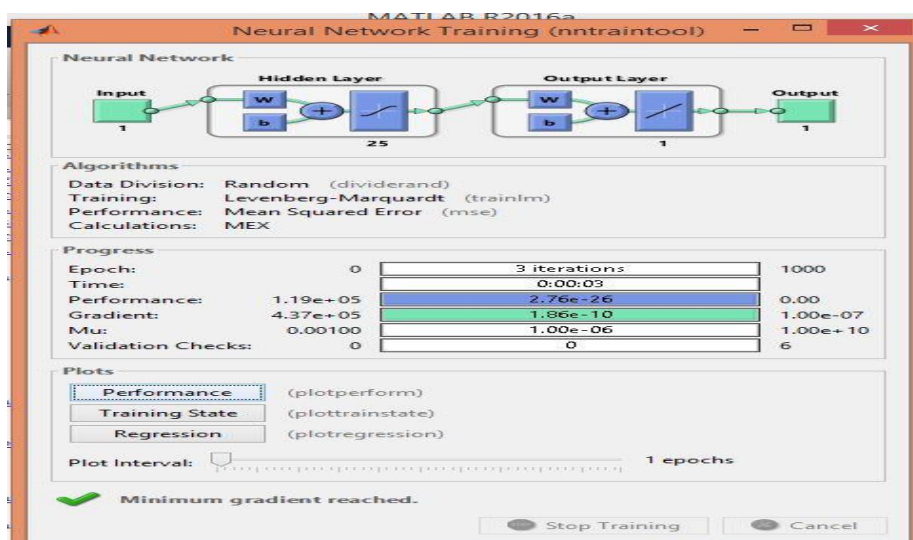 MATLAB R2016a
Neural Network Training (nntraintool)
Neural Network
Hidden Layer
Output Layer
Input
W
b
+
W
b
+
Output
1
25
1
1
Algorithms
Data Division: Random (dividerand)
Training: Levenberg-Marquardt (trainlm)
Performance: Mean Squared Error (mse)
Calculations: MEX
Progress
Epoch: 0 3 iterations 1000
Time: 0:00:03
Performance: 1.19e+05 2.76e-26 0.00
Gradient: 4.37e+05 1.86e-10 1.00e-07
Mu: 0.00100 1.00e-06 1.00e+10
Validation Checks: 0 0 6
Plots
Performance (plotperform)
Training State (plottrainstate)
Regression (plotregression)
Plot Interval: 1 epochs
Minimum gradient reached.
Stop Training Cancel